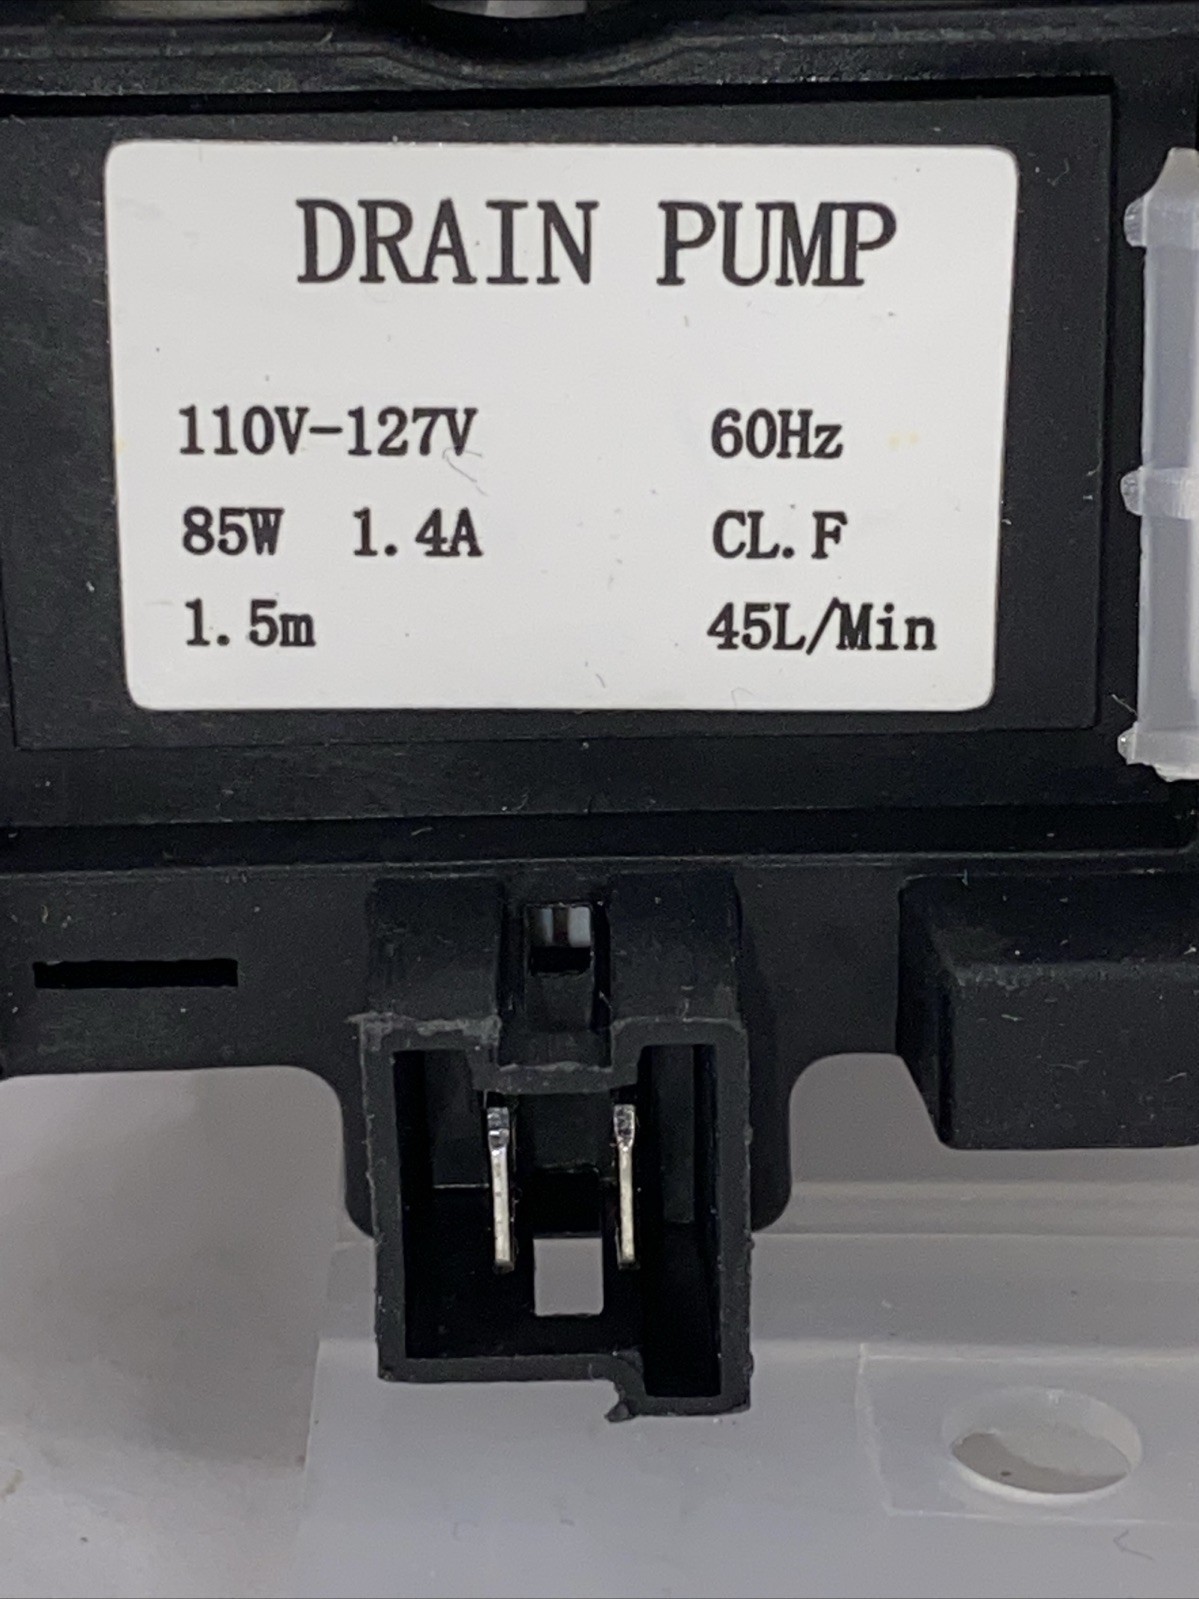 DRAIN PUMP
110V-127V 60Hz
85W 1.4A CL.F
1.5m 45L/Min